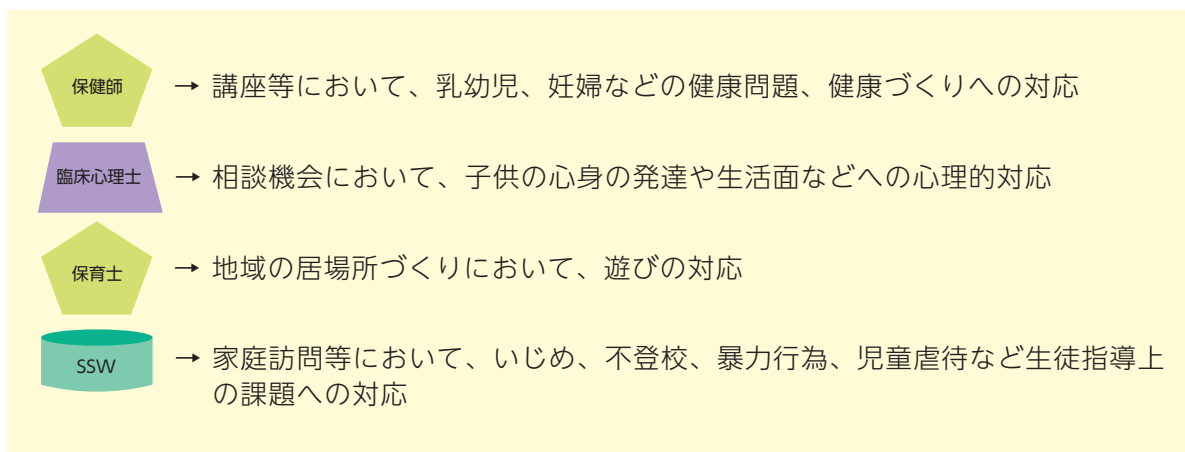 保健師 → 講座等において、乳幼児、妊婦などの健康問題、健康づくりへの対応
臨床心理士 → 相談機会において、子供の心身の発達や生活面などへの心理的対応
保育士 → 地域の居場所づくりにおいて、遊びの対応
SSW → 家庭訪問等において、いじめ、不登校、暴力行為、児童虐待など生徒指導上
の課題への対応